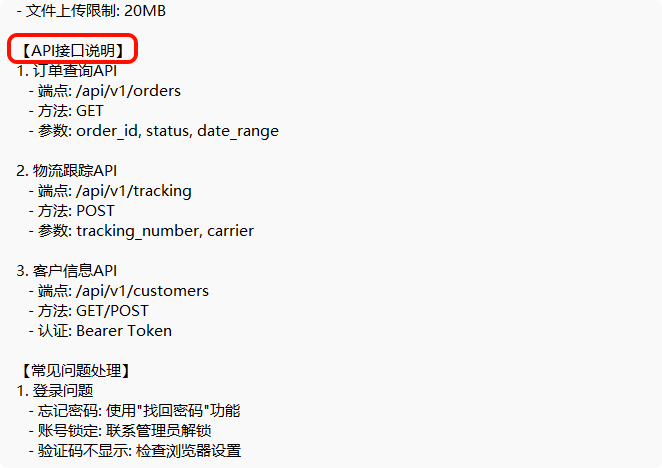 - 文件上传限制: 20MB
【API接口说明】
1. 订单查询API
- 端点: /api/v1/orders
- 方法: GET
- 参数: order_id, status, date_range
2. 物流跟踪API
- 端点: /api/v1/tracking
- 方法: POST
- 参数: tracking_number, carrier
3. 客户信息API
- 端点: /api/v1/customers
- 方法: GET/POST
- 认证: Bearer Token
【常见问题处理】
1. 登录问题
- 忘记密码: 使用"找回密码"功能
- 账号锁定: 联系管理员解锁
- 验证码不显示: 检查浏览器设置